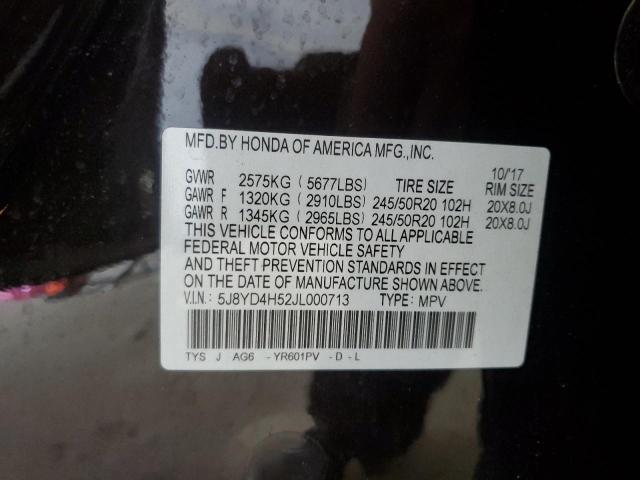 MFD.BY HONDA OF AMERICA MFG.,INC.
10/'17
GVWR 2575KG ( 5677LBS) TIRE SIZE RIM SIZE
GAWR F 1320KG ( 2910LBS) 245/50R20 102H 20X8.0J
GAWR R 1345KG ( 2965LBS) 245/50R20 102H 20X8.0J
THIS VEHICLE CONFORMS TO ALL APPLICABLE
FEDERAL MOTOR VEHICLE SAFETY
AND THEFT PREVENTION STANDARDS IN EFFECT
ON THE DATE OF MANUFACTURE SHOWN ABOVE.
V.I.N.: 5J8YD4H52JL000713 TYPE: MPV
TYS J AG6 -YR601PV -D-L